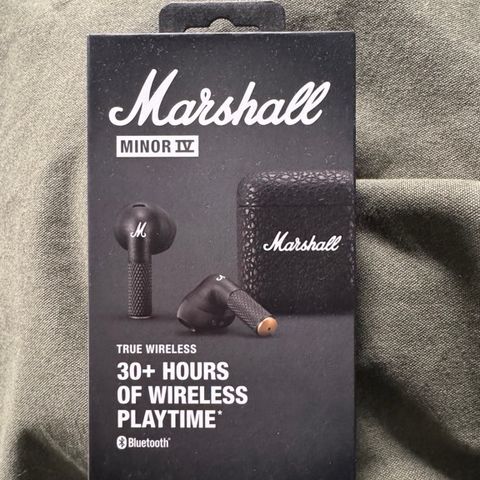 Marshall
MINOR IV
M
Marshall
TRUE WIRELESS
30+ HOURS
OF WIRELESS
PLAYTIME*
Bluetooth®